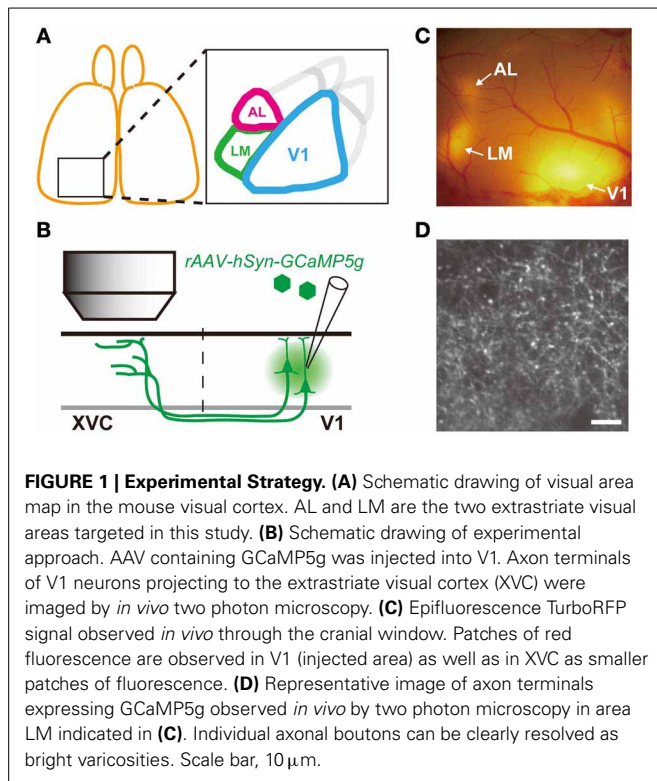 A
AL
LM
V1
C
AL
LM
V1
B
rAAV-hSyn-GCaMP5g
XVC
V1
D
FIGURE 1 | Experimental Strategy. (A) Schematic drawing of visual area
map in the mouse visual cortex. AL and LM are the two extrastriate visual
areas targeted in this study. (B) Schematic drawing of experimental
approach. AAV containing GCaMP5g was injected into V1. Axon terminals
of V1 neurons projecting to the extrastriate visual cortex (XVC) were
imaged by in vivo two photon microscopy. (C) Epifluorescence TurboRFP
signal observed in vivo through the cranial window. Patches of red
fluorescence are observed in V1 (injected area) as well as in XVC as smaller
patches of fluorescence. (D) Representative image of axon terminals
expressing GCaMP5g observed in vivo by two photon microscopy in area
LM indicated in (C). Individual axonal boutons can be clearly resolved as
bright varicosities. Scale bar, 10 μm.